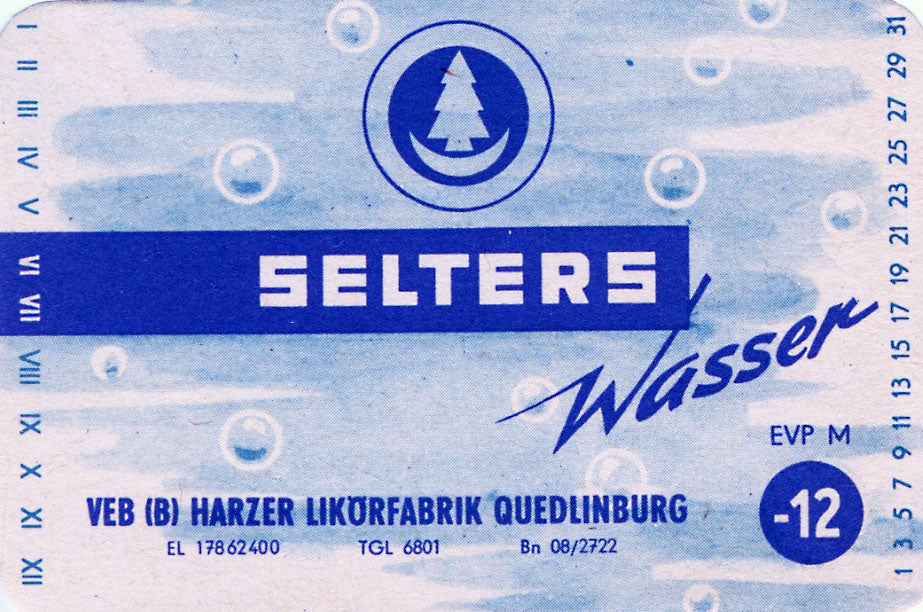 I
II
III
IV
V
VI
VII
VIII
IX
X
XI
XII
SELTERS
Wasser
EVP M
-12
VEB (B) HARZER LIKÖRFABRIK QUEDLINBURG
EL 17862400 TGL 6801 Bn 08/2722
31
29
27
25
23
21
19
17
15
13
11
9
7
5
3
1